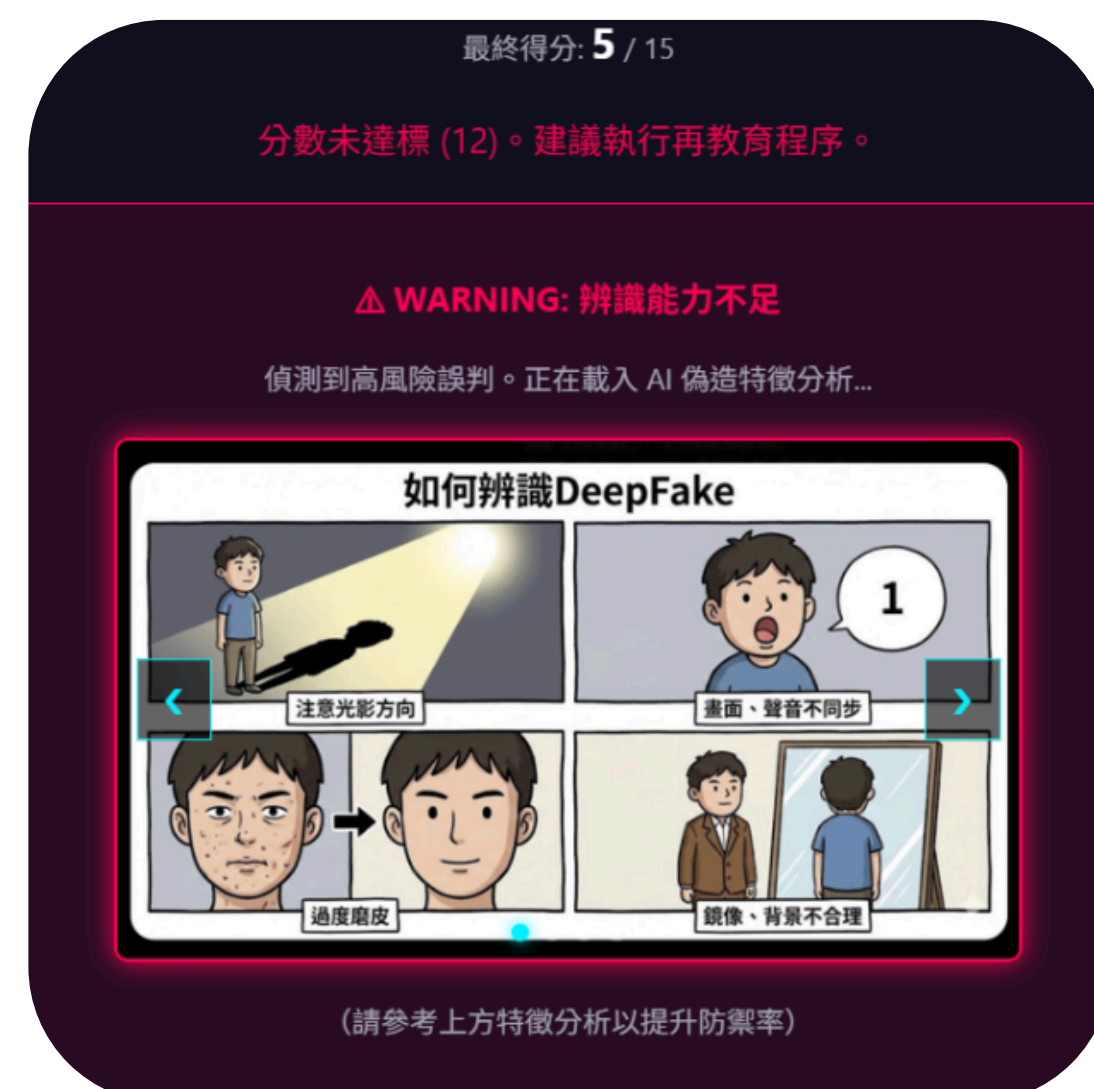 最終得分: 5 / 15
分數未達標 (12)。建議執行再教育程序。
⚠ WARNING: 辨識能力不足
偵測到高風險誤判。正在載入 AI 偽造特徵分析...
如何辨識DeepFake
1
注意光影方向
畫面、聲音不同步
過度磨皮
鏡像、背景不合理
（請參考上方特徵分析以提升防禦率）